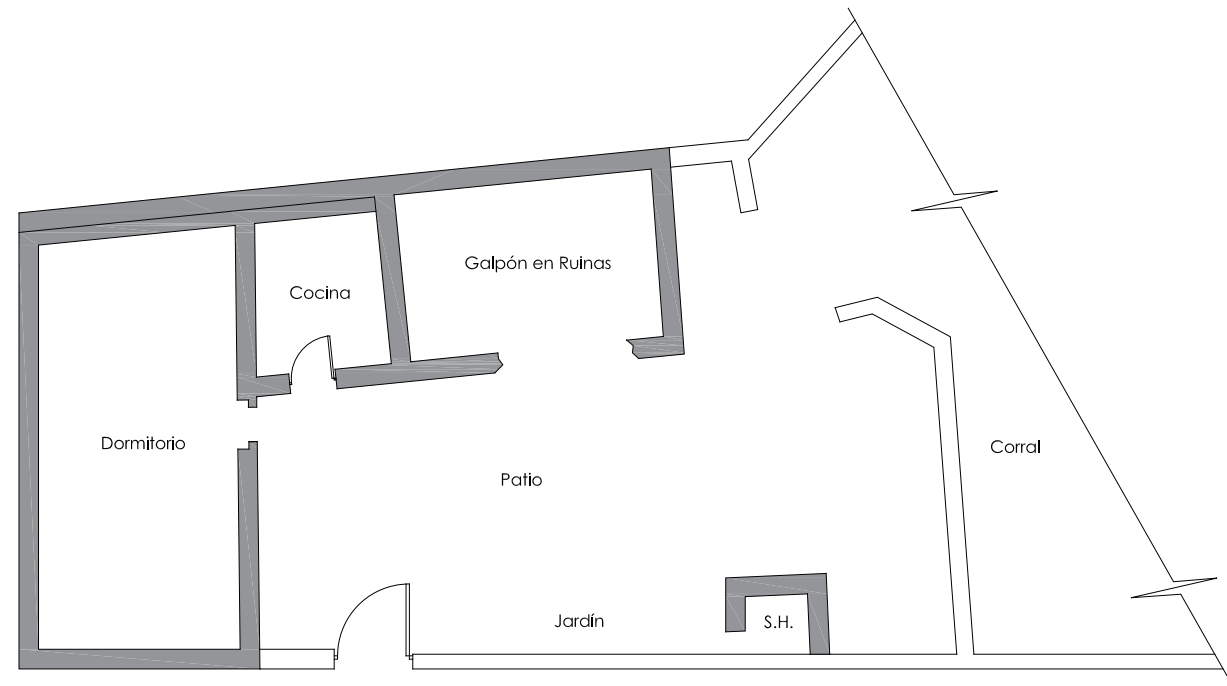 Galpón en Ruinas
Cocina
Dormitorio
Corral
Patio
Jardín
S.H.